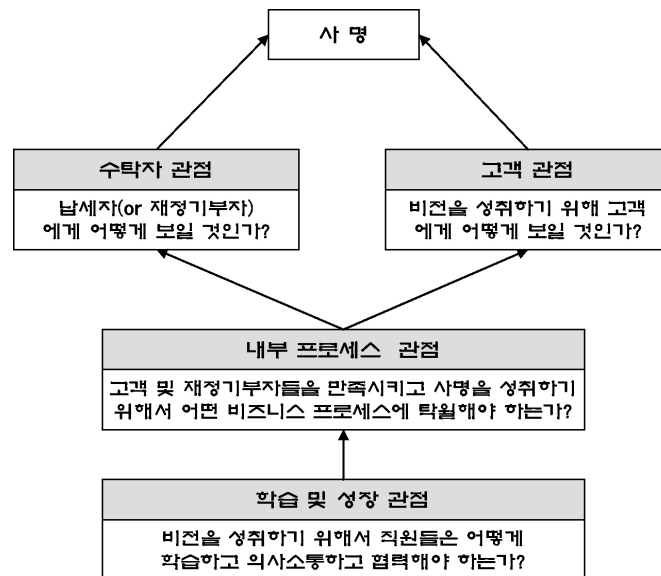 사 명
수탁자 관점
납세자(or 재정기부자)
에게 어떻게 보일 것인가?
고객 관점
비전을 성취하기 위해 고객
에게 어떻게 보일 것인가?
내부 프로세스 관점
고객 및 재정기부자들을 만족시키고 사명을 성취하기
위해서 어떤 비즈니스 프로세스에 탁월해야 하는가?
학습 및 성장 관점
비전을 성취하기 위해서 직원들은 어떻게
학습하고 의사소통하고 협력해야 하는가?